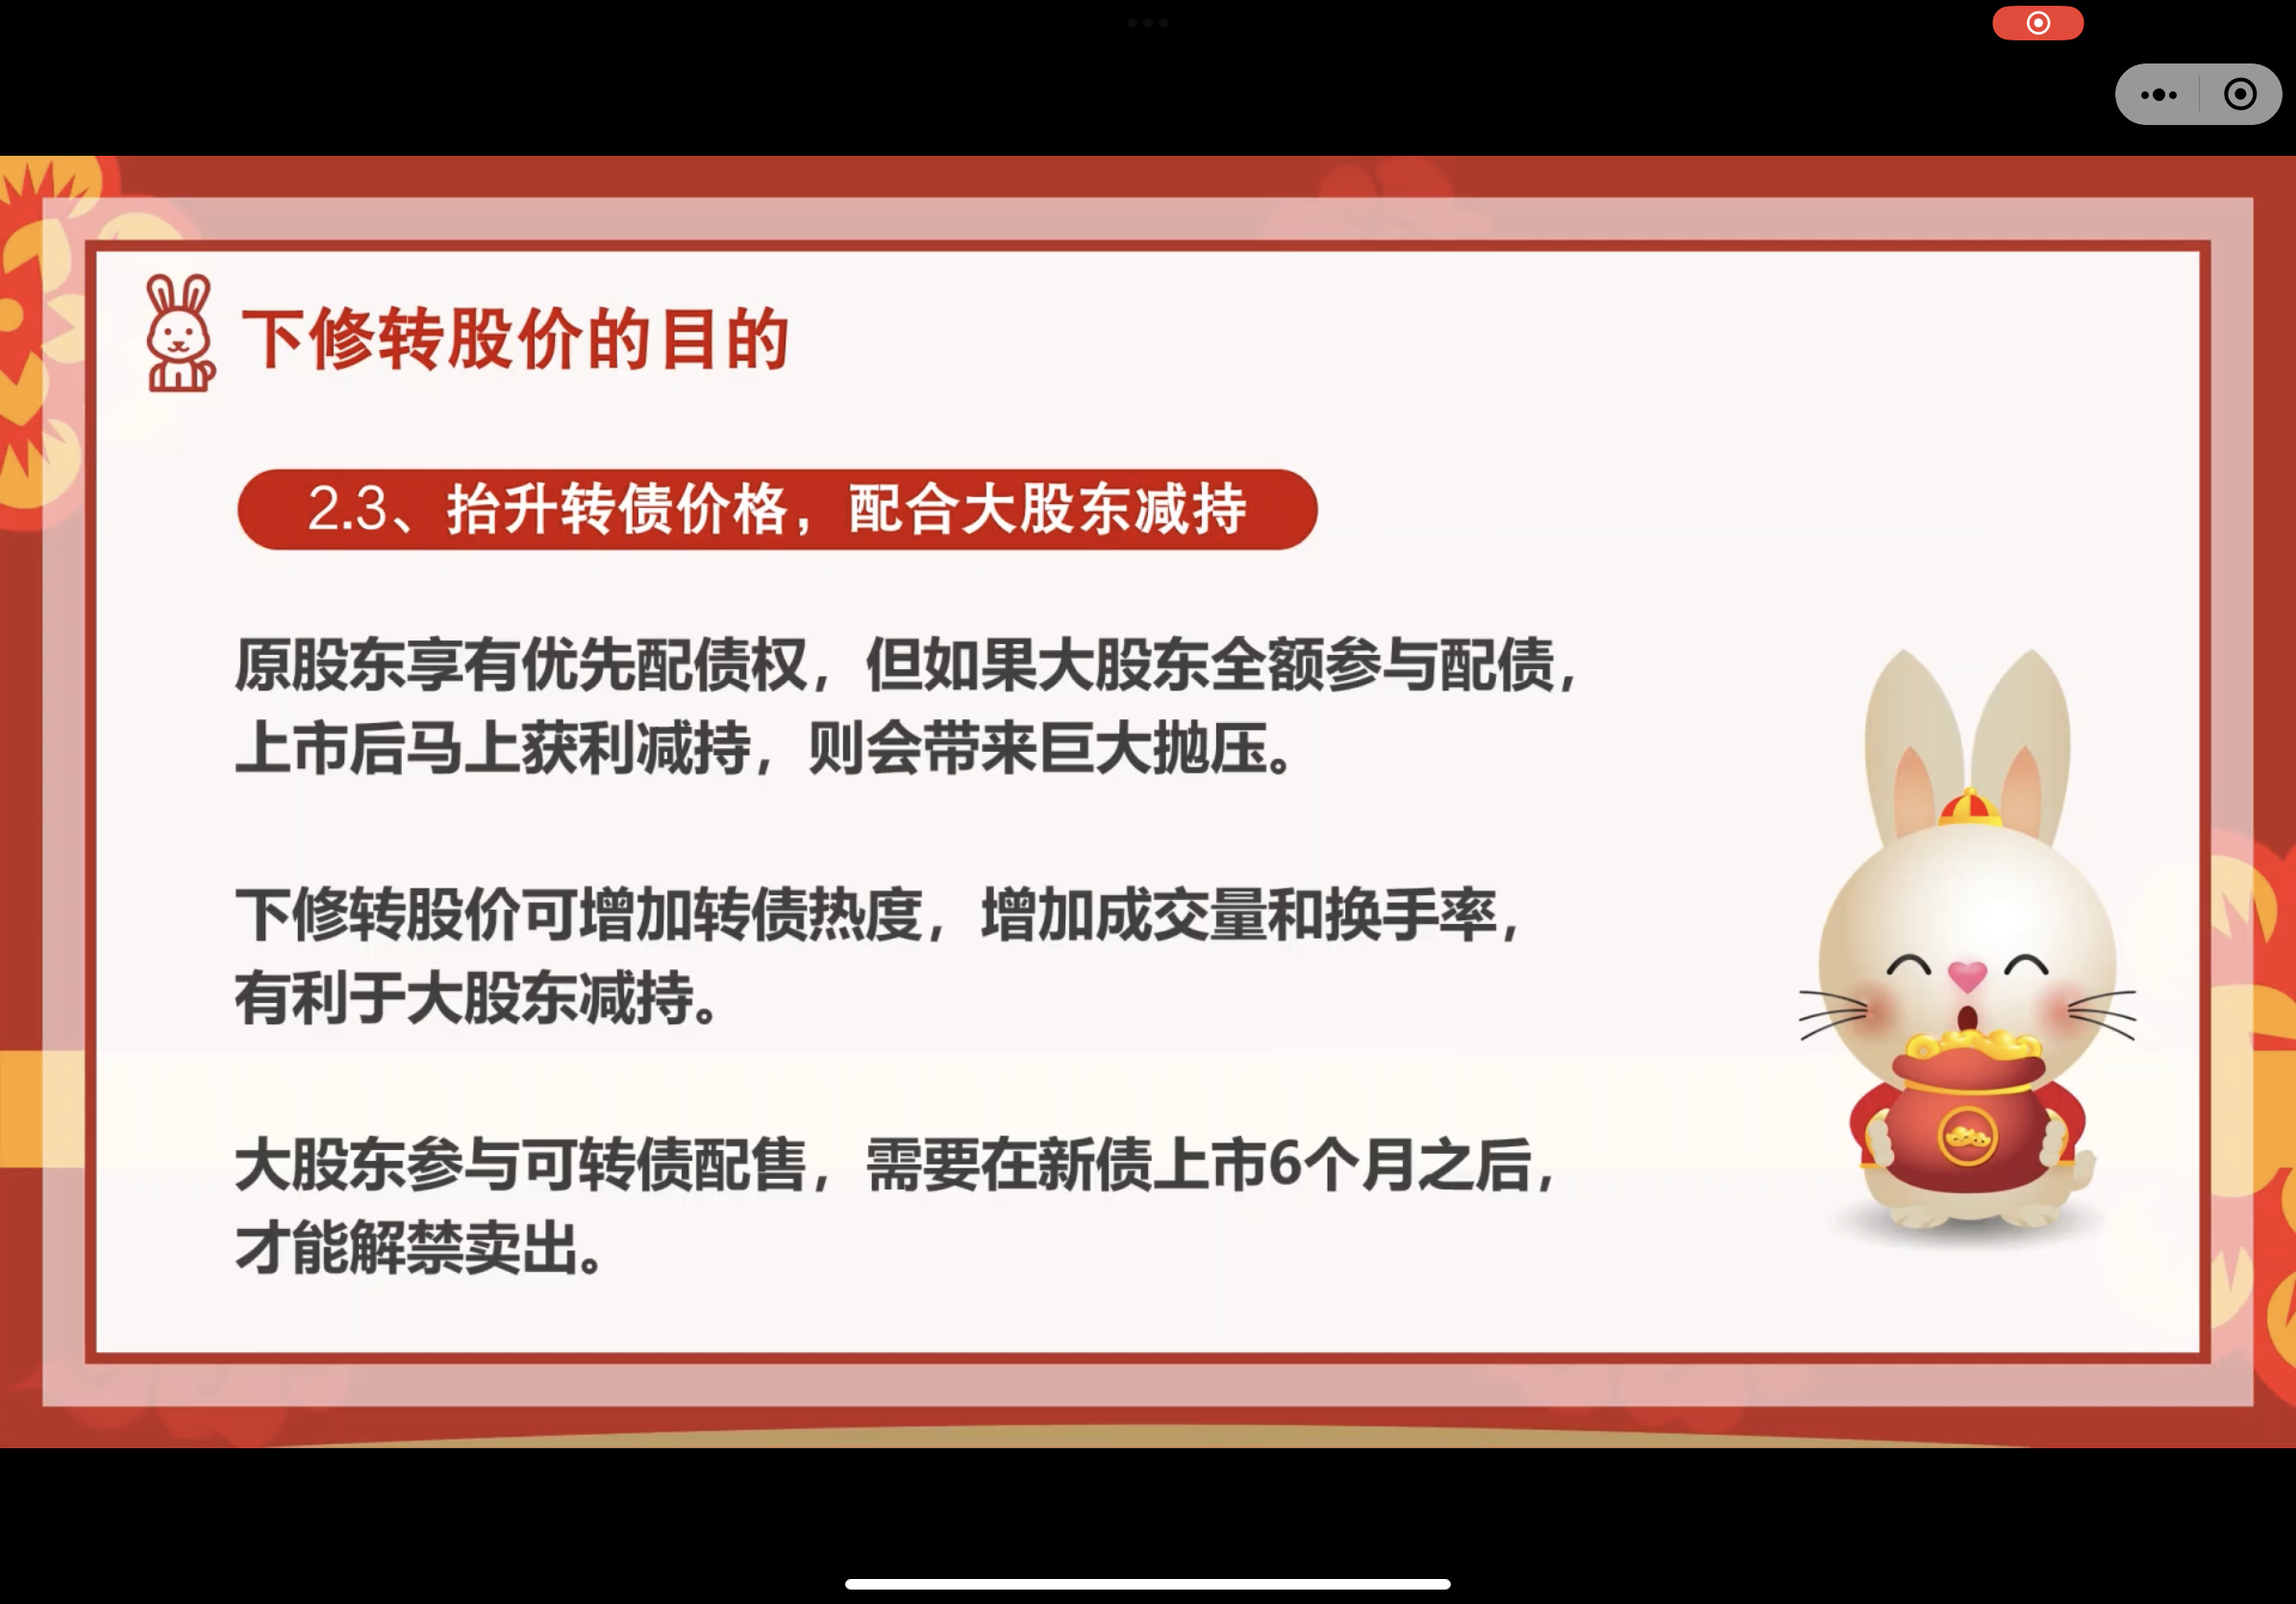 下修转股价的目的
2.3、抬升转债价格，配合大股东减持
原股东享有优先配债权，但如果大股东全额参与配债，
上市后马上获利减持，则会带来巨大抛压。
下修转股价可增加转债热度，增加成交量和换手率，
有利于大股东减持。
大股东参与可转债配售，需要在新债上市6个月之后，
才能解禁卖出。